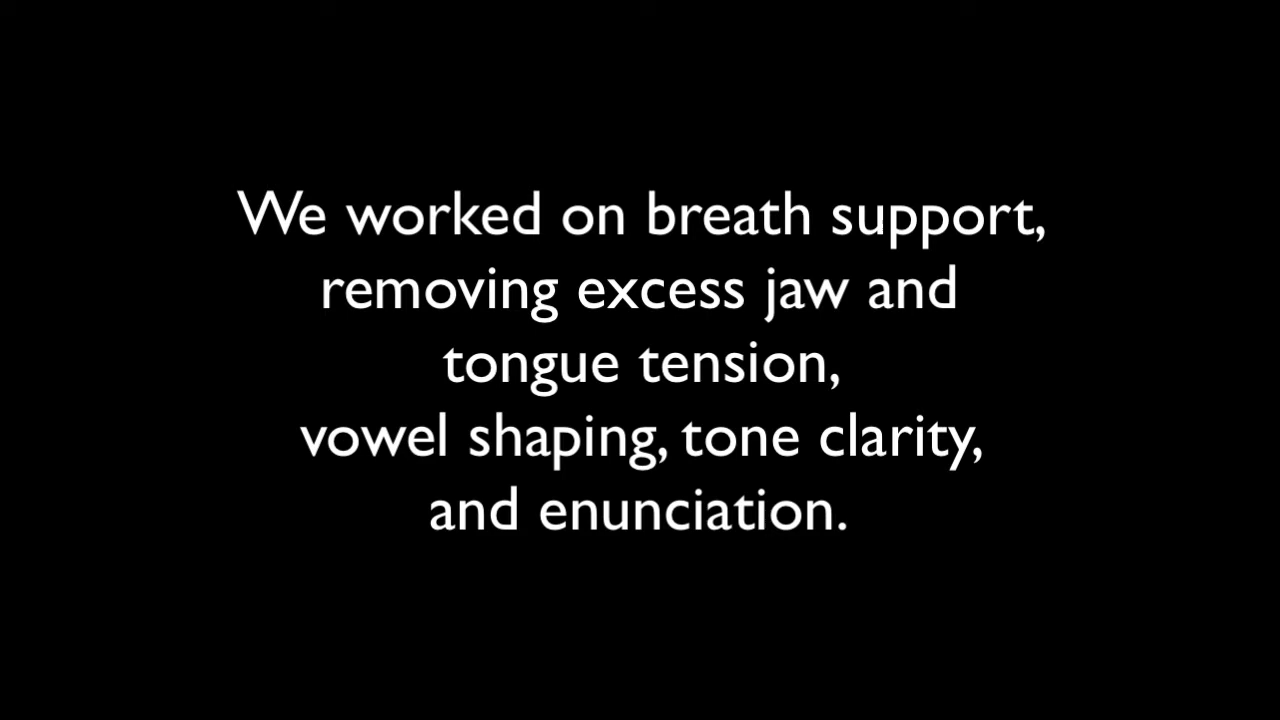 We worked on breath support,
removing excess jaw and
tongue tension,
vowel shaping, tone clarity,
and enunciation.